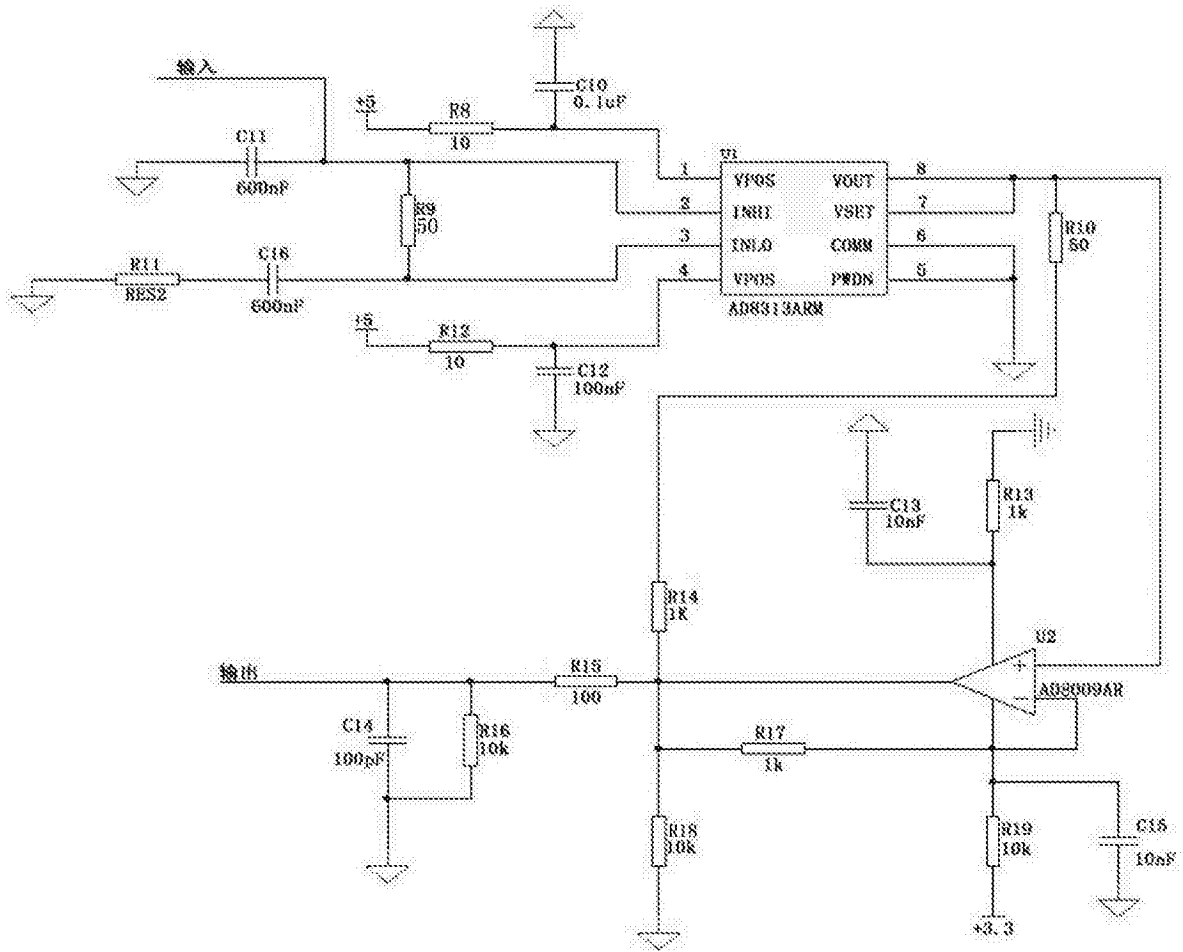 输入
C10
0.1uF
+5
R8
10
C11
600nF
R9
50
U1
1
VPOS
VOUT
8
2
INHI
VSET
7
3
INLO
COMM
6
4
VPOS
PWDN
5
AD8313ARM
R10
50
R11
RES2
C16
600nF
+5
R12
10
C12
100nF
C13
10nF
R13
1k
R14
1K
U2
+
−
AD8009AR
输出
R15
100
C14
100pF
R16
10k
R17
1k
R18
10k
R19
10k
C15
10nF
+3.3